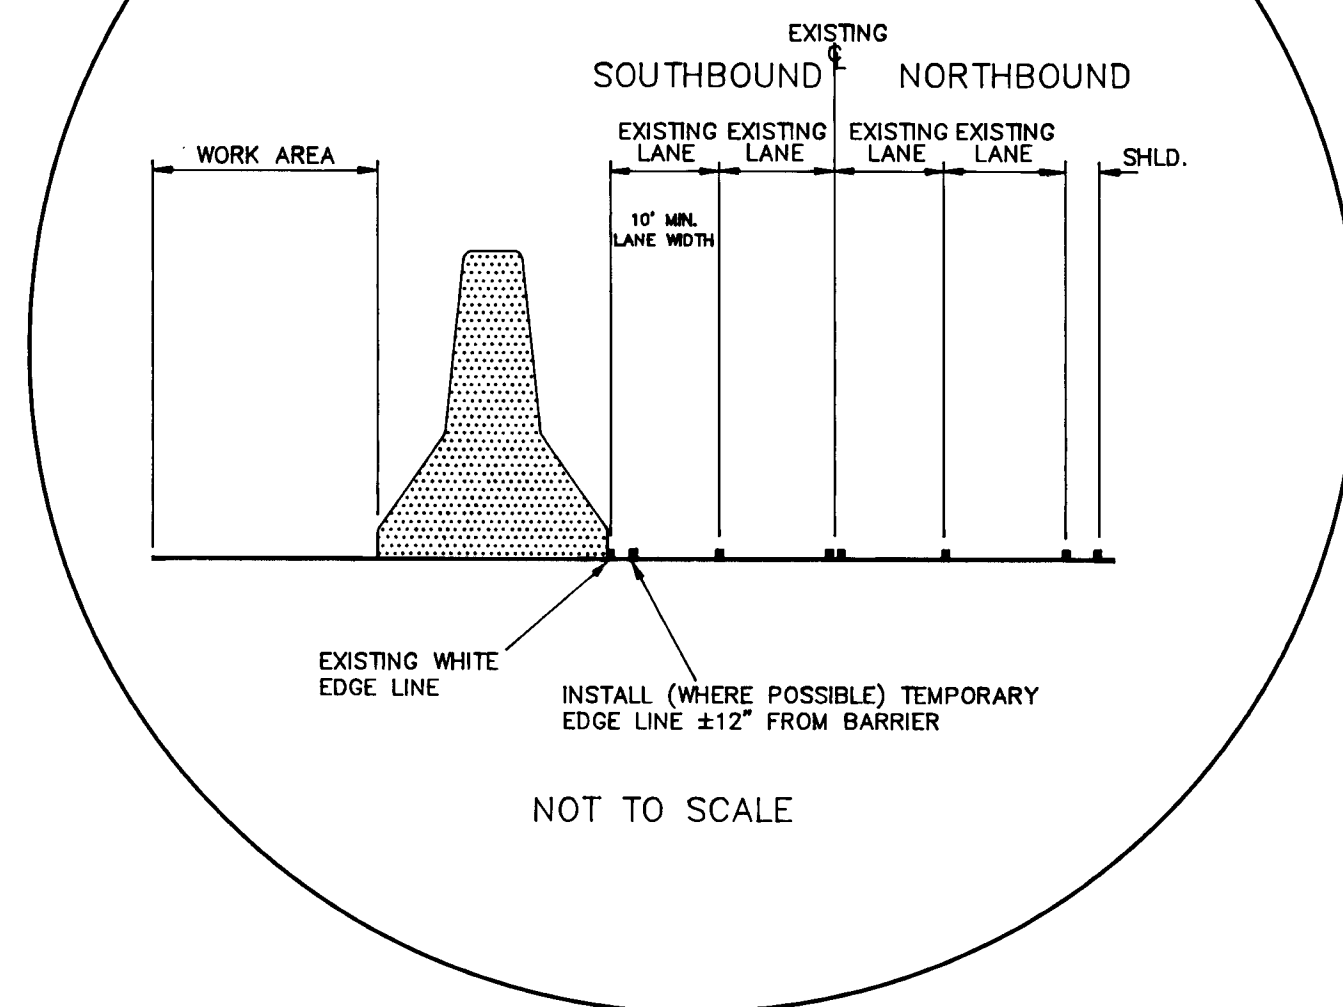 EXISTING
℄
SOUTHBOUND
NORTHBOUND
WORK AREA
EXISTING
LANE
EXISTING
LANE
EXISTING
LANE
EXISTING
LANE
SHLD.
10' MIN.
LANE WIDTH
EXISTING WHITE
EDGE LINE
INSTALL (WHERE POSSIBLE) TEMPORARY
EDGE LINE ±12" FROM BARRIER
NOT TO SCALE